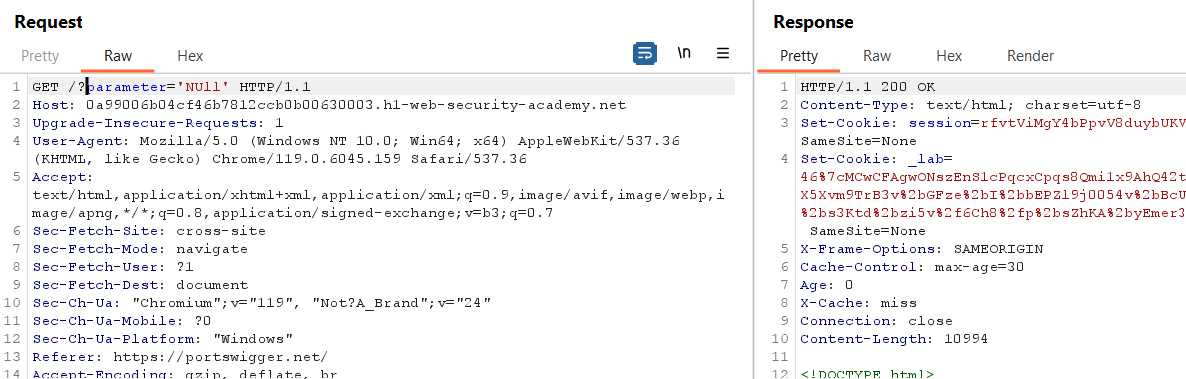 Request
Response
Pretty Raw Hex \n
Pretty Raw Hex Render
1 GET /?parameter='NUll' HTTP/1.1
2 Host: 0a99006b04cf46b7812ccb0b00630003.h1-web-security-academy.net
3 Upgrade-Insecure-Requests: 1
4 User-Agent: Mozilla/5.0 (Windows NT 10.0; Win64; x64) AppleWebKit/537.36
(KHTML, like Gecko) Chrome/119.0.6045.159 Safari/537.36
5 Accept:
text/html,application/xhtml+xml,application/xml;q=0.9,image/avif,image/webp,i
mage/apng,*/*;q=0.8,application/signed-exchange;v=b3;q=0.7
6 Sec-Fetch-Site: cross-site
7 Sec-Fetch-Mode: navigate
8 Sec-Fetch-User: ?1
9 Sec-Fetch-Dest: document
10 Sec-Ch-Ua: "Chromium";v="119", "Not?A_Brand";v="24"
11 Sec-Ch-Ua-Mobile: ?0
12 Sec-Ch-Ua-Platform: "Windows"
13 Referer: https://portswigger.net/
14 Accept-Encoding: gzip, deflate, br
1 HTTP/1.1 200 OK
2 Content-Type: text/html; charset=utf-8
3 Set-Cookie: session=rfvtViMgY4bPpvV8duybUKV
SameSite=None
4 Set-Cookie: _lab=
46%7cMCwCFAgwONszEnS1cPqcxCpqs8Qmi1x9AhQ42t
X5Xvm9TrB3v%2bGFze%2bI%2bbEPZl9j0054v%2bBcU
%2bs3Ktd%2bzi5v%2f6Ch8%2fp%2bsZhKA%2byEmer3
SameSite=None
5 X-Frame-Options: SAMEORIGIN
6 Cache-Control: max-age=30
7 Age: 0
8 X-Cache: miss
9 Connection: close
10 Content-Length: 10994
11
12 <!DOCTYPE html>